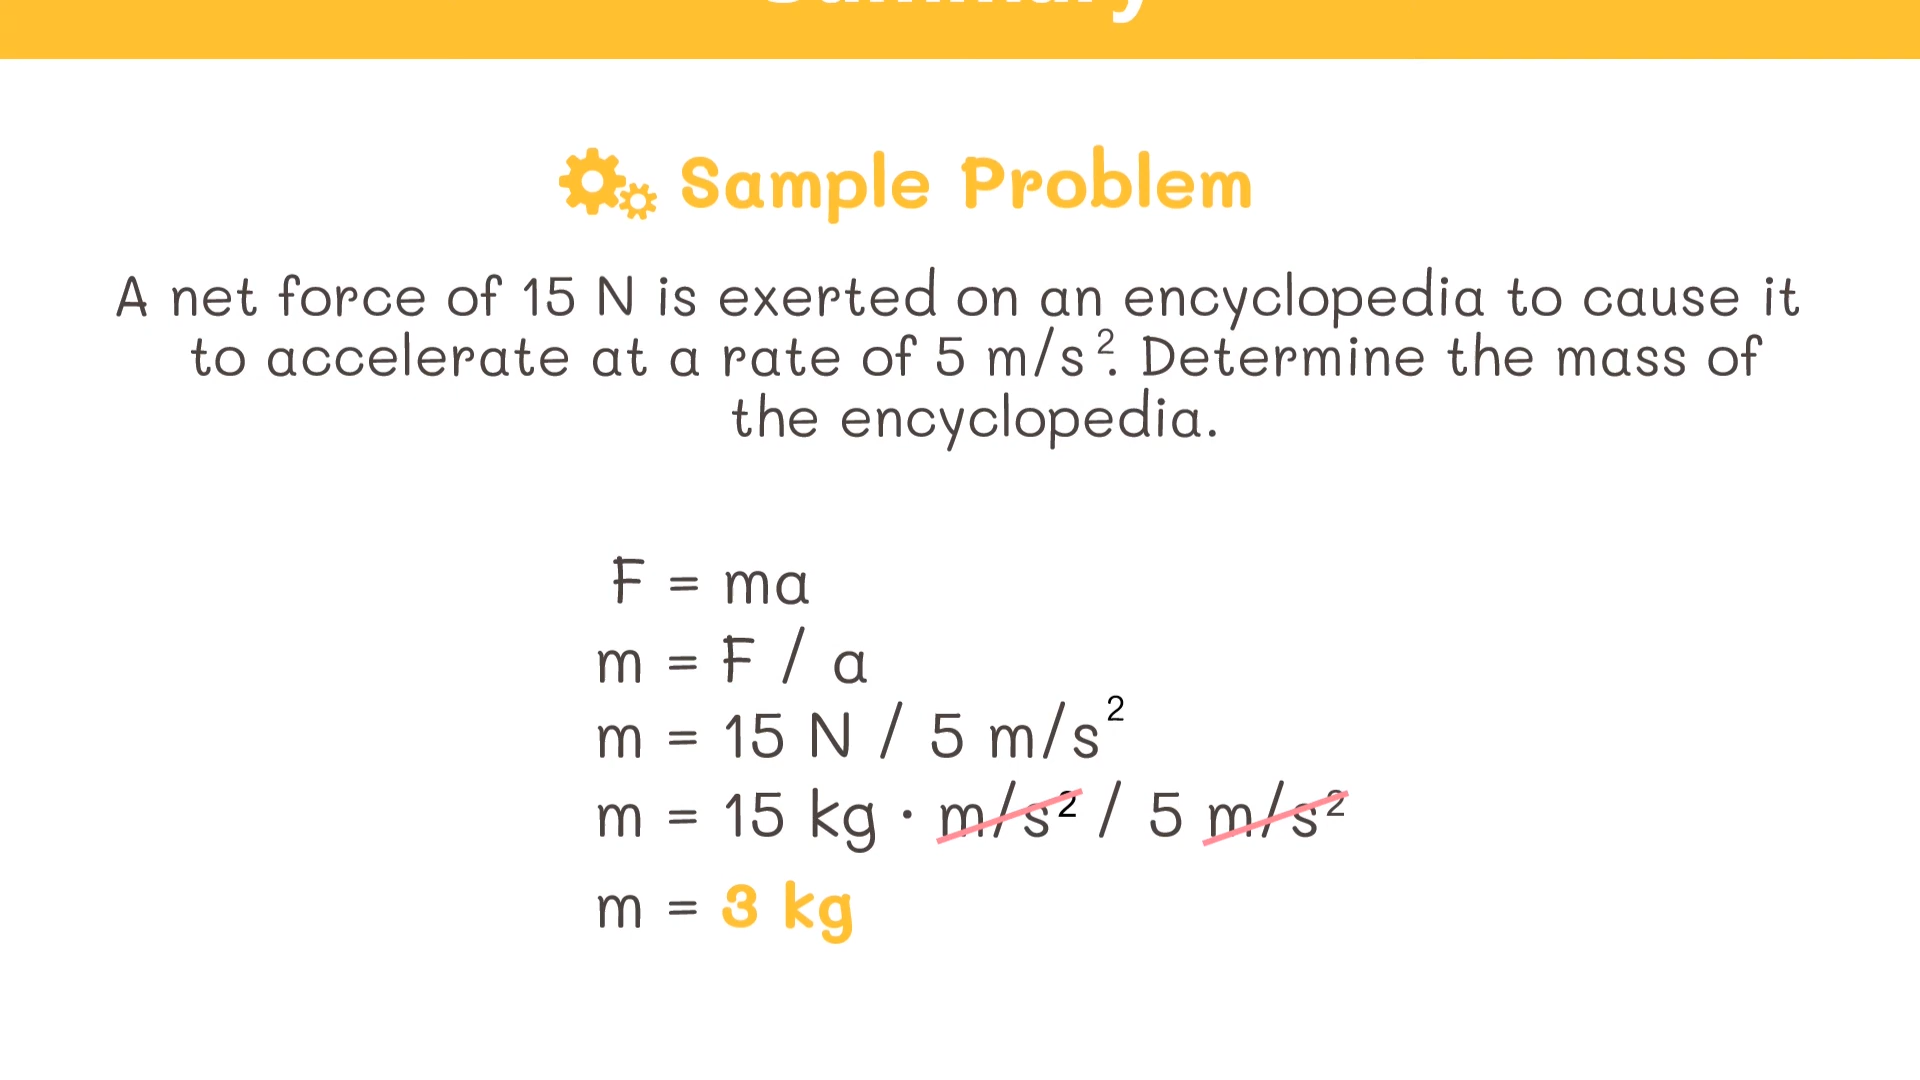 Summary
Sample Problem
A net force of 15 N is exerted on an encyclopedia to cause it
to accelerate at a rate of 5 m/s². Determine the mass of
the encyclopedia.
F = ma
m = F / a
m = 15 N / 5 m/s²
m = 15 kg · m/s² / 5 m/s²
m = 3 kg